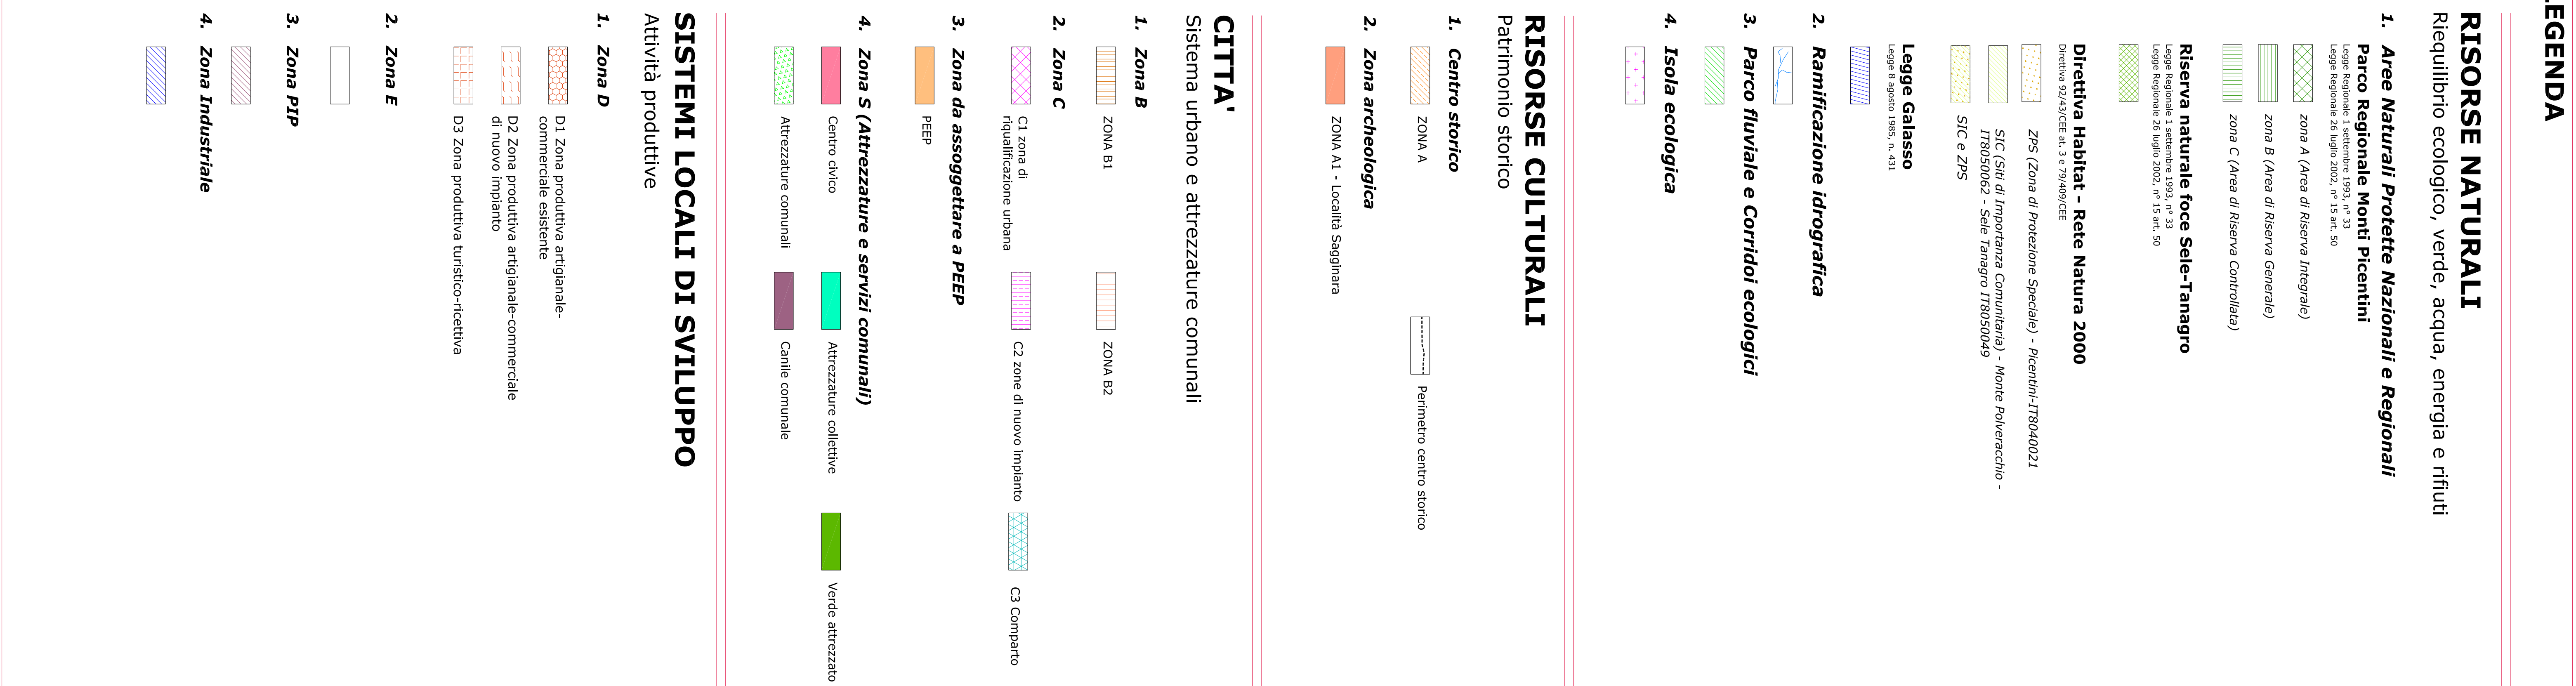 LEGENDA
RISORSE NATURALI
Riequilibrio ecologico, verde, acqua, energia e rifiuti
1. Aree Naturali Protette Nazionali e Regionali
Parco Regionale Monti Picentini
Legge Regionale 1 settembre 1993, n° 33
Legge Regionale 26 luglio 2002, n° 15 art. 50
zona A (Area di Riserva Integrale)
zona B (Area di Riserva Generale)
zona C (Area di Riserva Controllata)
Riserva naturale foce Sele-Tanagro
Legge Regionale 1 settembre 1993, n° 33
Legge Regionale 26 luglio 2002, n° 15 art. 50
Direttiva Habitat - Rete Natura 2000
Direttiva 92/43/CEE at. 3 e 79/409/CEE
ZPS (Zona di Protezione Speciale) - Picentini-IT8040021
SIC (Siti di Importanza Comunitaria) - Monte Polveracchio -
IT8050062 - Sele Tanagro IT8050049
SIC e ZPS
Legge Galasso
Legge 8 agosto 1985, n. 431
2. Ramificazione idrografica
3. Parco fluviale e Corridoi ecologici
4. Isola ecologica
RISORSE CULTURALI
Patrimonio storico
1. Centro storico
ZONA A
Perimetro centro storico
2. Zona archeologica
ZONA A1 - Località Sagginara
CITTA'
Sistema urbano e attrezzature comunali
1. Zona B
ZONA B1
ZONA B2
2. Zona C
C1 zona di
riqualificazione urbana
C2 zone di nuovo impianto
C3 Comparto
3. Zona da assoggettare a PEEP
PEEP
4. Zona S (Attrezzature e servizi comunali)
Centro civico
Attrezzature collettive
Verde attrezzato
Attrezzature comunali
Canile comunale
SISTEMI LOCALI DI SVILUPPO
Attività produttive
1. Zona D
D1 Zona produttiva artigianale-
commerciale esistente
D2 Zona produttiva artigianale-commerciale
di nuovo impianto
D3 Zona produttiva turistico-ricettiva
2. Zona E
3. Zona PIP
4. Zona Industriale